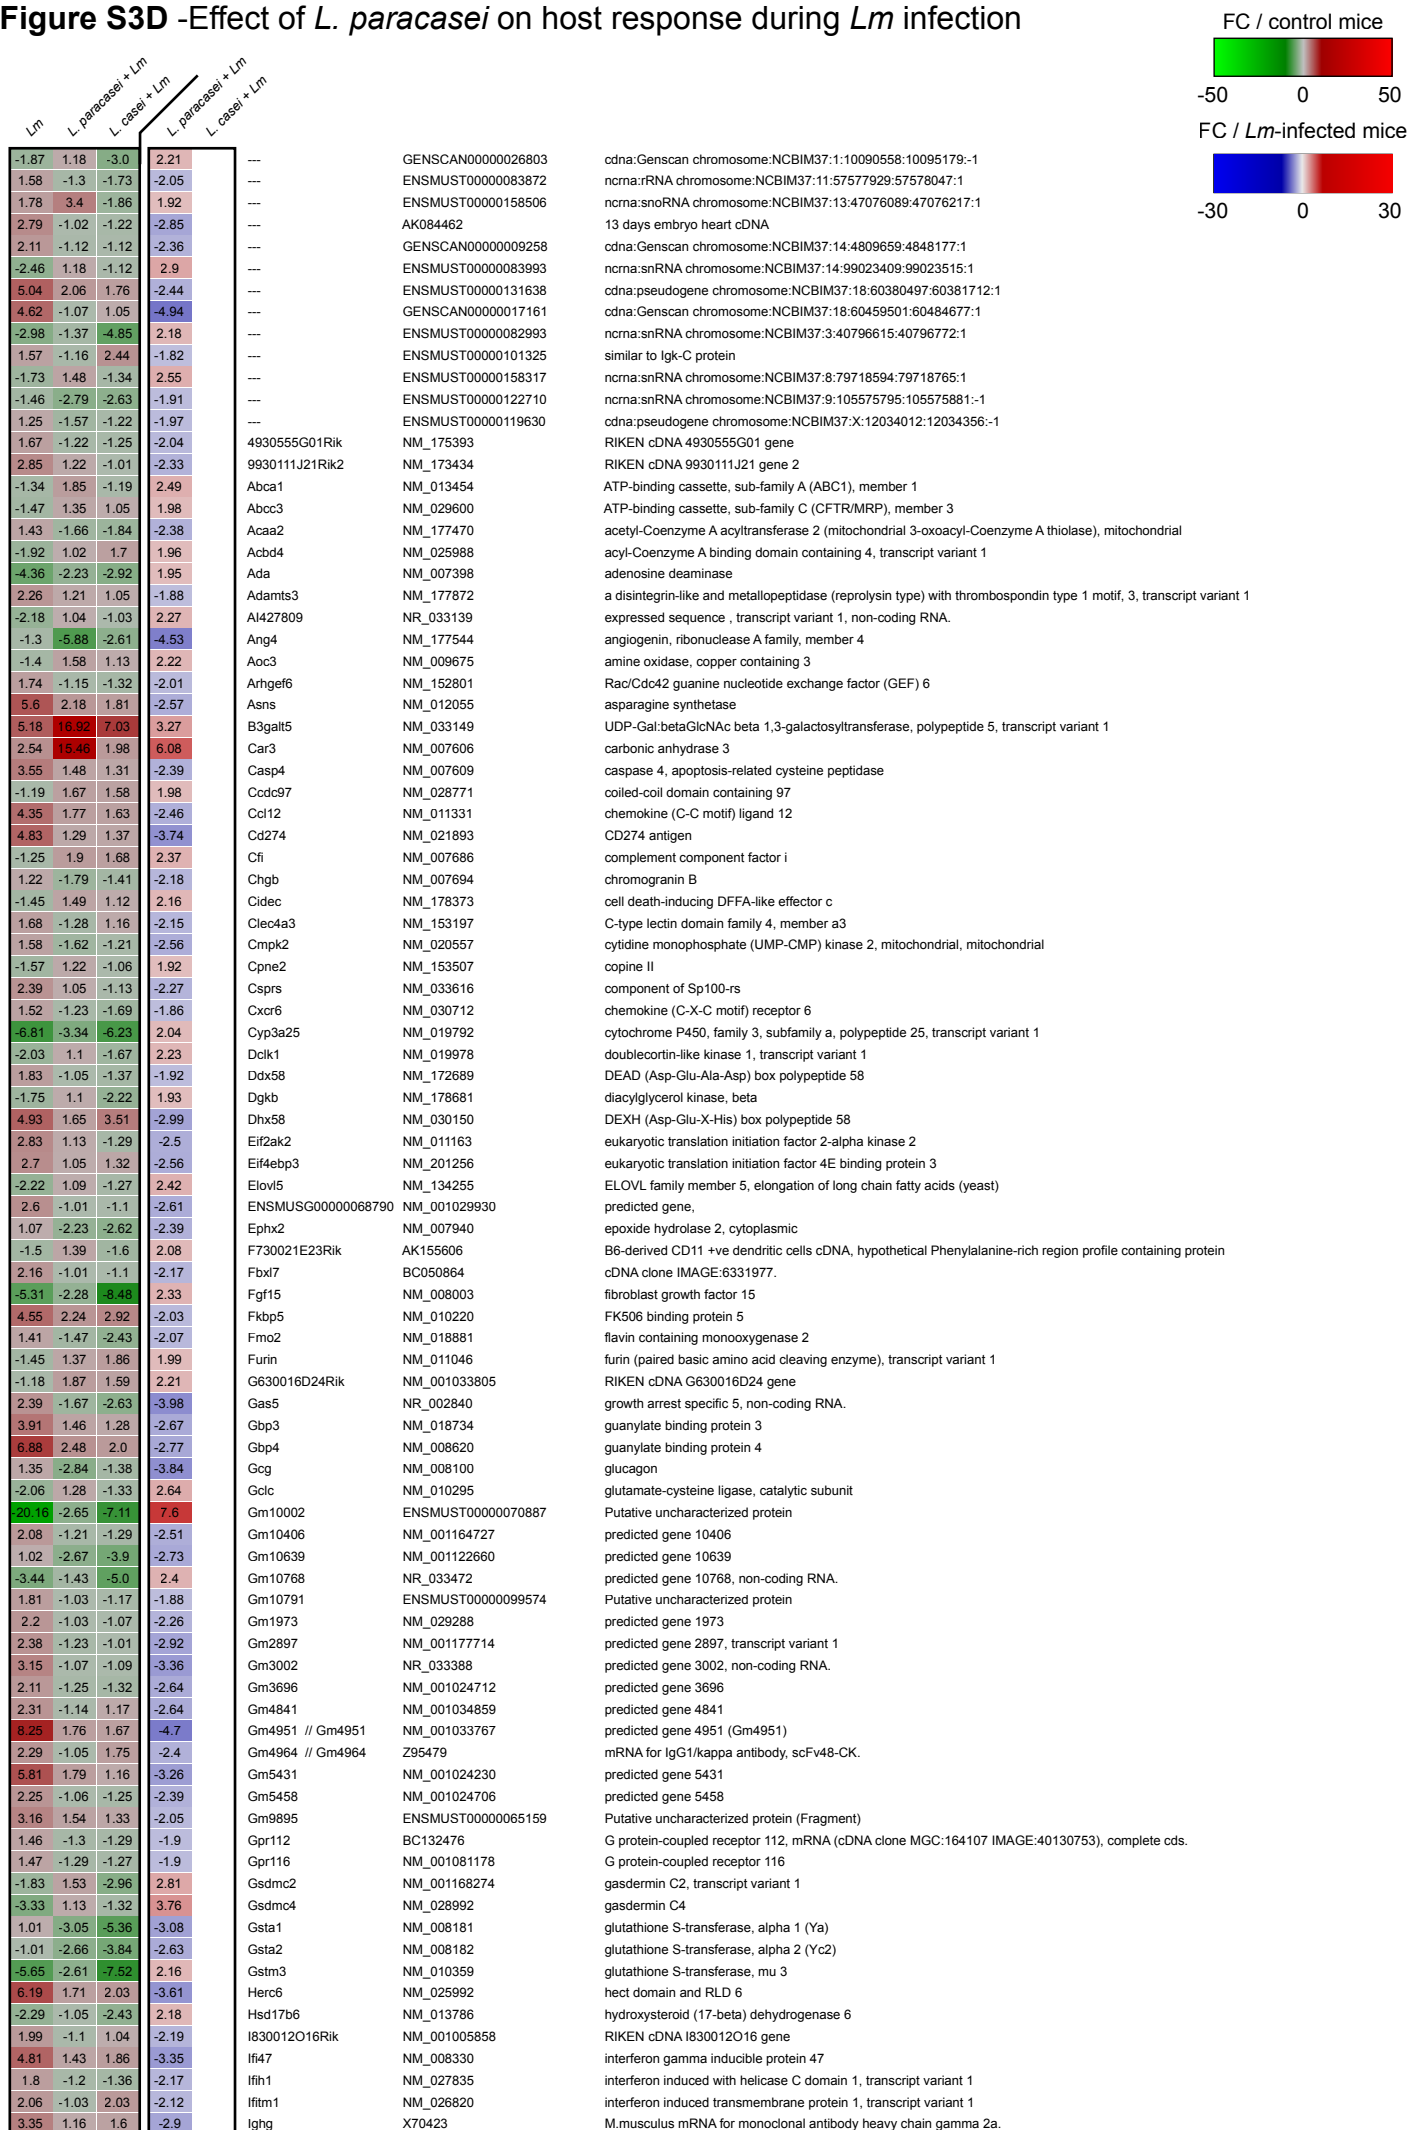 Figure S3D -Effect of L. paracasei on host response during Lm infection
FC / control mice
-50 0 50
FC / Lm-infected mice
-30 0 30
Lm L. paracasei + Lm L. casei + Lm L. paracasei + Lm L. casei + Lm
-1.87 1.18 -3.0 2.21 --- GENSCAN00000026803 cdna:Genscan chromosome:NCBIM37:1:10090558:10095179:-1
1.58 -1.3 -1.73 -2.05 --- ENSMUST00000083872 ncrna:rRNA chromosome:NCBIM37:11:57577929:57578047:1
1.78 3.4 -1.86 1.92 --- ENSMUST00000158506 ncrna:snoRNA chromosome:NCBIM37:13:47076089:47076217:1
2.79 -1.02 -1.22 -2.85 --- AK084462 13 days embryo heart cDNA
2.11 -1.12 -1.12 -2.36 --- GENSCAN00000009258 cdna:Genscan chromosome:NCBIM37:14:4809659:4848177:1
-2.46 1.18 -1.12 2.9 --- ENSMUST00000083993 ncrna:snRNA chromosome:NCBIM37:14:99023409:99023515:1
5.04 2.06 1.76 -2.44 --- ENSMUST00000131638 cdna:pseudogene chromosome:NCBIM37:18:60380497:60381712:1
4.62 -1.07 1.05 -4.94 --- GENSCAN00000017161 cdna:Genscan chromosome:NCBIM37:18:60459501:60484677:1
-2.98 -1.37 -4.85 2.18 --- ENSMUST00000082993 ncrna:snRNA chromosome:NCBIM37:3:40796615:40796772:1
1.57 -1.16 2.44 -1.82 --- ENSMUST00000101325 similar to Igk-C protein
-1.73 1.48 -1.34 2.55 --- ENSMUST00000158317 ncrna:snRNA chromosome:NCBIM37:8:79718594:79718765:1
-1.46 -2.79 -2.63 -1.91 --- ENSMUST00000122710 ncrna:snRNA chromosome:NCBIM37:9:105575795:105575881:-1
1.25 -1.57 -1.22 -1.97 --- ENSMUST00000119630 cdna:pseudogene chromosome:NCBIM37:X:12034012:12034356:-1
1.67 -1.22 -1.25 -2.04 4930555G01Rik NM_175393 RIKEN cDNA 4930555G01 gene
2.85 1.22 -1.01 -2.33 9930111J21Rik2 NM_173434 RIKEN cDNA 9930111J21 gene 2
-1.34 1.85 -1.19 2.49 Abca1 NM_013454 ATP-binding cassette, sub-family A (ABC1), member 1
-1.47 1.35 1.05 1.98 Abcc3 NM_029600 ATP-binding cassette, sub-family C (CFTR/MRP), member 3
1.43 -1.66 -1.84 -2.38 Acaa2 NM_177470 acetyl-Coenzyme A acyltransferase 2 (mitochondrial 3-oxoacyl-Coenzyme A thiolase), mitochondrial
-1.92 1.02 1.7 1.96 Acbd4 NM_025988 acyl-Coenzyme A binding domain containing 4, transcript variant 1
-4.36 -2.23 -2.92 1.95 Ada NM_007398 adenosine deaminase
2.26 1.21 1.05 -1.88 Adamts3 NM_177872 a disintegrin-like and metallopeptidase (reprolysin type) with thrombospondin type 1 motif, 3, transcript variant 1
-2.18 1.04 -1.03 2.27 AI427809 NR_033139 expressed sequence , transcript variant 1, non-coding RNA.
-1.3 -5.88 -2.61 -4.53 Ang4 NM_177544 angiogenin, ribonuclease A family, member 4
-1.4 1.58 1.13 2.22 Aoc3 NM_009675 amine oxidase, copper containing 3
1.74 -1.15 -1.32 -2.01 Arhgef6 NM_152801 Rac/Cdc42 guanine nucleotide exchange factor (GEF) 6
5.6 2.18 1.81 -2.57 Asns NM_012055 asparagine synthetase
5.18 16.92 7.03 3.27 B3galt5 NM_033149 UDP-Gal:betaGlcNAc beta 1,3-galactosyltransferase, polypeptide 5, transcript variant 1
2.54 15.46 1.98 6.08 Car3 NM_007606 carbonic anhydrase 3
3.55 1.48 1.31 -2.39 Casp4 NM_007609 caspase 4, apoptosis-related cysteine peptidase
-1.19 1.67 1.58 1.98 Ccdc97 NM_028771 coiled-coil domain containing 97
4.35 1.77 1.63 -2.46 Ccl12 NM_011331 chemokine (C-C motif) ligand 12
4.83 1.29 1.37 -3.74 Cd274 NM_021893 CD274 antigen
-1.25 1.9 1.68 2.37 Cfi NM_007686 complement component factor i
1.22 -1.79 -1.41 -2.18 Chgb NM_007694 chromogranin B
-1.45 1.49 1.12 2.16 Cidec NM_178373 cell death-inducing DFFA-like effector c
1.68 -1.28 1.16 -2.15 Clec4a3 NM_153197 C-type lectin domain family 4, member a3
1.58 -1.62 -1.21 -2.56 Cmpk2 NM_020557 cytidine monophosphate (UMP-CMP) kinase 2, mitochondrial, mitochondrial
-1.57 1.22 -1.06 1.92 Cpne2 NM_153507 copine II
2.39 1.05 -1.13 -2.27 Csprs NM_033616 component of Sp100-rs
1.52 -1.23 -1.69 -1.86 Cxcr6 NM_030712 chemokine (C-X-C motif) receptor 6
-6.81 -3.34 -6.23 2.04 Cyp3a25 NM_019792 cytochrome P450, family 3, subfamily a, polypeptide 25, transcript variant 1
-2.03 1.1 -1.67 2.23 Dclk1 NM_019978 doublecortin-like kinase 1, transcript variant 1
1.83 -1.05 -1.37 -1.92 Ddx58 NM_172689 DEAD (Asp-Glu-Ala-Asp) box polypeptide 58
-1.75 1.1 -2.22 1.93 Dgkb NM_178681 diacylglycerol kinase, beta
4.93 1.65 3.51 -2.99 Dhx58 NM_030150 DEXH (Asp-Glu-X-His) box polypeptide 58
2.83 1.13 -1.29 -2.5 Eif2ak2 NM_011163 eukaryotic translation initiation factor 2-alpha kinase 2
2.7 1.05 1.32 -2.56 Eif4ebp3 NM_201256 eukaryotic translation initiation factor 4E binding protein 3
-2.22 1.09 -1.27 2.42 Elovl5 NM_134255 ELOVL family member 5, elongation of long chain fatty acids (yeast)
2.6 -1.01 -1.1 -2.61 ENSMUSG00000068790 NM_001029930 predicted gene,
1.07 -2.23 -2.62 -2.39 Ephx2 NM_007940 epoxide hydrolase 2, cytoplasmic
-1.5 1.39 -1.6 2.08 F730021E23Rik AK155606 B6-derived CD11 +ve dendritic cells cDNA, hypothetical Phenylalanine-rich region profile containing protein
2.16 -1.01 -1.1 -2.17 Fbxl7 BC050864 cDNA clone IMAGE:6331977.
-5.31 -2.28 -8.48 2.33 Fgf15 NM_008003 fibroblast growth factor 15
4.55 2.24 2.92 -2.03 Fkbp5 NM_010220 FK506 binding protein 5
1.41 -1.47 -2.43 -2.07 Fmo2 NM_018881 flavin containing monooxygenase 2
-1.45 1.37 1.86 1.99 Furin NM_011046 furin (paired basic amino acid cleaving enzyme), transcript variant 1
-1.18 1.87 1.59 2.21 G630016D24Rik NM_001033805 RIKEN cDNA G630016D24 gene
2.39 -1.67 -2.63 -3.98 Gas5 NR_002840 growth arrest specific 5, non-coding RNA.
3.91 1.46 1.28 -2.67 Gbp3 NM_018734 guanylate binding protein 3
6.88 2.48 2.0 -2.77 Gbp4 NM_008620 guanylate binding protein 4
1.35 -2.84 -1.38 -3.84 Gcg NM_008100 glucagon
-2.06 1.28 -1.33 2.64 Gclc NM_010295 glutamate-cysteine ligase, catalytic subunit
-20.16 -2.65 -7.11 7.6 Gm10002 ENSMUST00000070887 Putative uncharacterized protein
2.08 -1.21 -1.29 -2.51 Gm10406 NM_001164727 predicted gene 10406
1.02 -2.67 -3.9 -2.73 Gm10639 NM_001122660 predicted gene 10639
-3.44 -1.43 -5.0 2.4 Gm10768 NR_033472 predicted gene 10768, non-coding RNA.
1.81 -1.03 -1.17 -1.88 Gm10791 ENSMUST00000099574 Putative uncharacterized protein
2.2 -1.03 -1.07 -2.26 Gm1973 NM_029288 predicted gene 1973
2.38 -1.23 -1.01 -2.92 Gm2897 NM_001177714 predicted gene 2897, transcript variant 1
3.15 -1.07 -1.09 -3.36 Gm3002 NR_033388 predicted gene 3002, non-coding RNA.
2.11 -1.25 -1.32 -2.64 Gm3696 NM_001024712 predicted gene 3696
2.31 -1.14 1.17 -2.64 Gm4841 NM_001034859 predicted gene 4841
8.25 1.76 1.67 -4.7 Gm4951 // Gm4951 NM_001033767 predicted gene 4951 (Gm4951)
2.29 -1.05 1.75 -2.4 Gm4964 // Gm4964 Z95479 mRNA for IgG1/kappa antibody, scFv48-CK.
5.81 1.79 1.16 -3.26 Gm5431 NM_001024230 predicted gene 5431
2.25 -1.06 -1.25 -2.39 Gm5458 NM_001024706 predicted gene 5458
3.16 1.54 1.33 -2.05 Gm9895 ENSMUST00000065159 Putative uncharacterized protein (Fragment)
1.46 -1.3 -1.29 -1.9 Gpr112 BC132476 G protein-coupled receptor 112, mRNA (cDNA clone MGC:164107 IMAGE:40130753), complete cds.
1.47 -1.29 -1.27 -1.9 Gpr116 NM_001081178 G protein-coupled receptor 116
-1.83 1.53 -2.96 2.81 Gsdmc2 NM_001168274 gasdermin C2, transcript variant 1
-3.33 1.13 -1.32 3.76 Gsdmc4 NM_028992 gasdermin C4
1.01 -3.05 -5.36 -3.08 Gsta1 NM_008181 glutathione S-transferase, alpha 1 (Ya)
-1.01 -2.66 -3.84 -2.63 Gsta2 NM_008182 glutathione S-transferase, alpha 2 (Yc2)
-5.65 -2.61 -7.52 2.16 Gstm3 NM_010359 glutathione S-transferase, mu 3
6.19 1.71 2.03 -3.61 Herc6 NM_025992 hect domain and RLD 6
-2.29 -1.05 -2.43 2.18 Hsd17b6 NM_013786 hydroxysteroid (17-beta) dehydrogenase 6
1.99 -1.1 1.04 -2.19 I830012O16Rik NM_001005858 RIKEN cDNA I830012O16 gene
4.81 1.43 1.86 -3.35 Ifi47 NM_008330 interferon gamma inducible protein 47
1.8 -1.2 -1.36 -2.17 Ifih1 NM_027835 interferon induced with helicase C domain 1, transcript variant 1
2.06 -1.03 2.03 -2.12 Ifitm1 NM_026820 interferon induced transmembrane protein 1, transcript variant 1
3.35 1.16 1.6 -2.9 Ighg X70423 M.musculus mRNA for monoclonal antibody heavy chain gamma 2a.